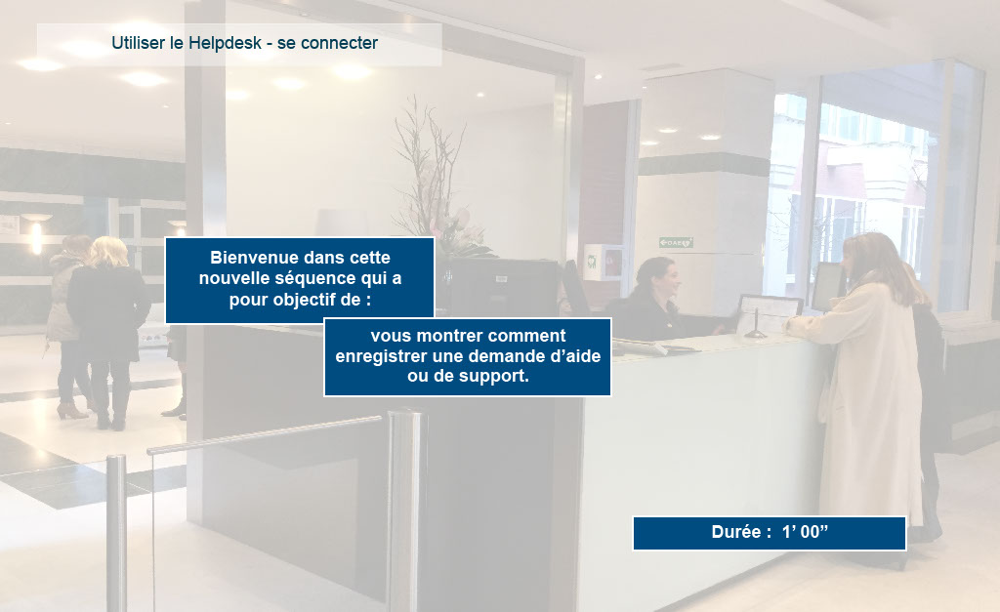 Utiliser le Helpdesk - se connecter
Bienvenue dans cette
nouvelle séquence qui a
pour objectif de :
vous montrer comment
enregistrer une demande d’aide
ou de support.
Durée :  1’ 00”